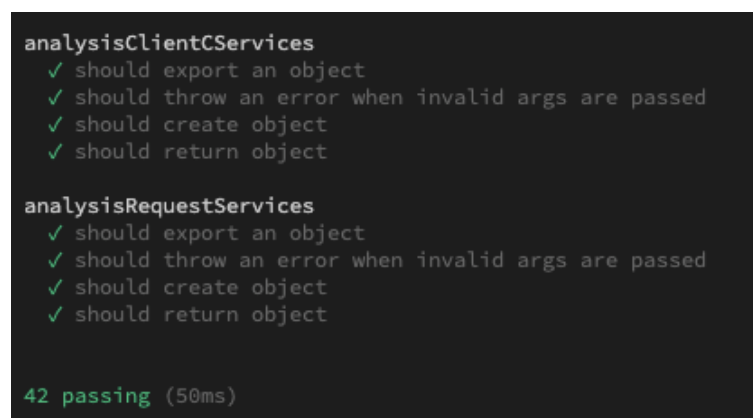 analysisClientCServices
✓ should export an object
✓ should throw an error when invalid args are passed
✓ should create object
✓ should return object
analysisRequestServices
✓ should export an object
✓ should throw an error when invalid args are passed
✓ should create object
✓ should return object
42 passing (50ms)